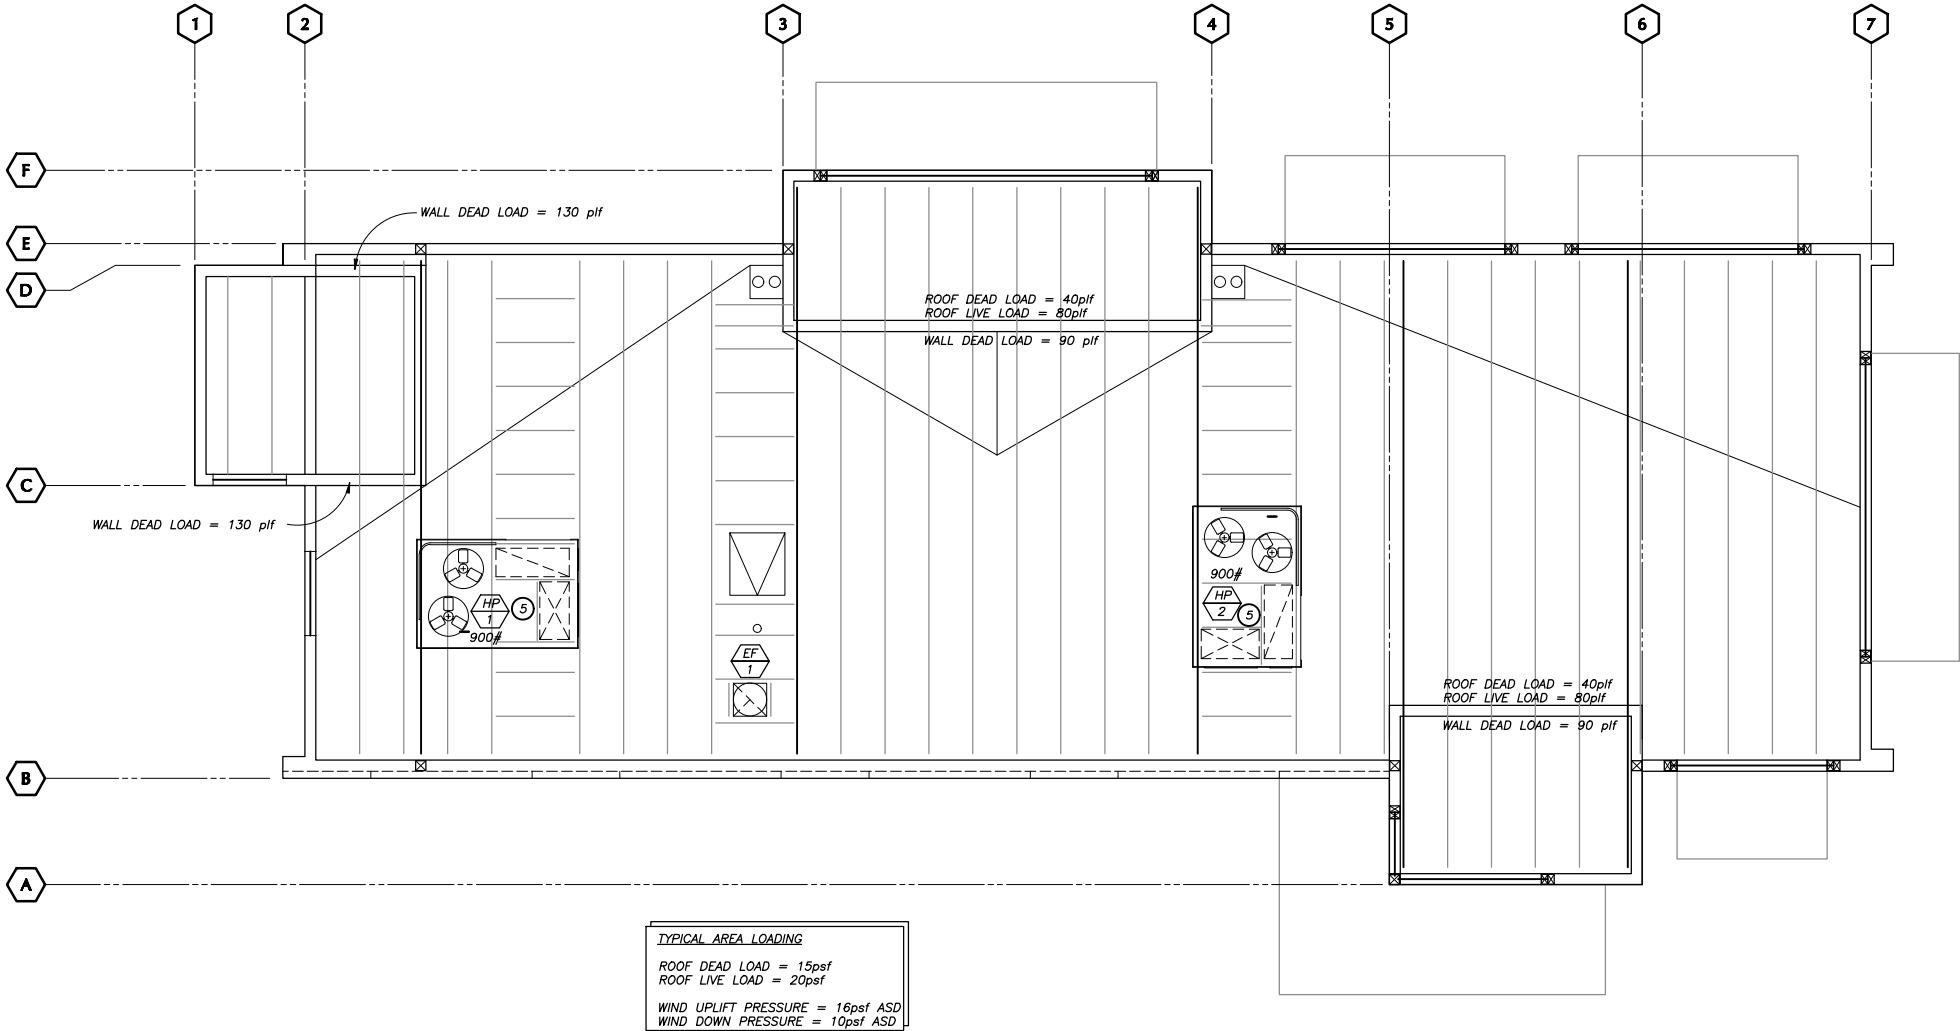 1 2 3 4 5 6 7
F
WALL DEAD LOAD = 130 plf
E
D
ROOF DEAD LOAD = 40plf
ROOF LIVE LOAD = 80plf
WALL DEAD LOAD = 90 plf
C
WALL DEAD LOAD = 130 plf
900#
HP
1
5
900#
HP
2
5
EF
1
ROOF DEAD LOAD = 40plf
ROOF LIVE LOAD = 80plf
WALL DEAD LOAD = 90 plf
B
A
TYPICAL AREA LOADING
ROOF DEAD LOAD = 15psf
ROOF LIVE LOAD = 20psf
WIND UPLIFT PRESSURE = 16psf ASD
WIND DOWN PRESSURE = 10psf ASD